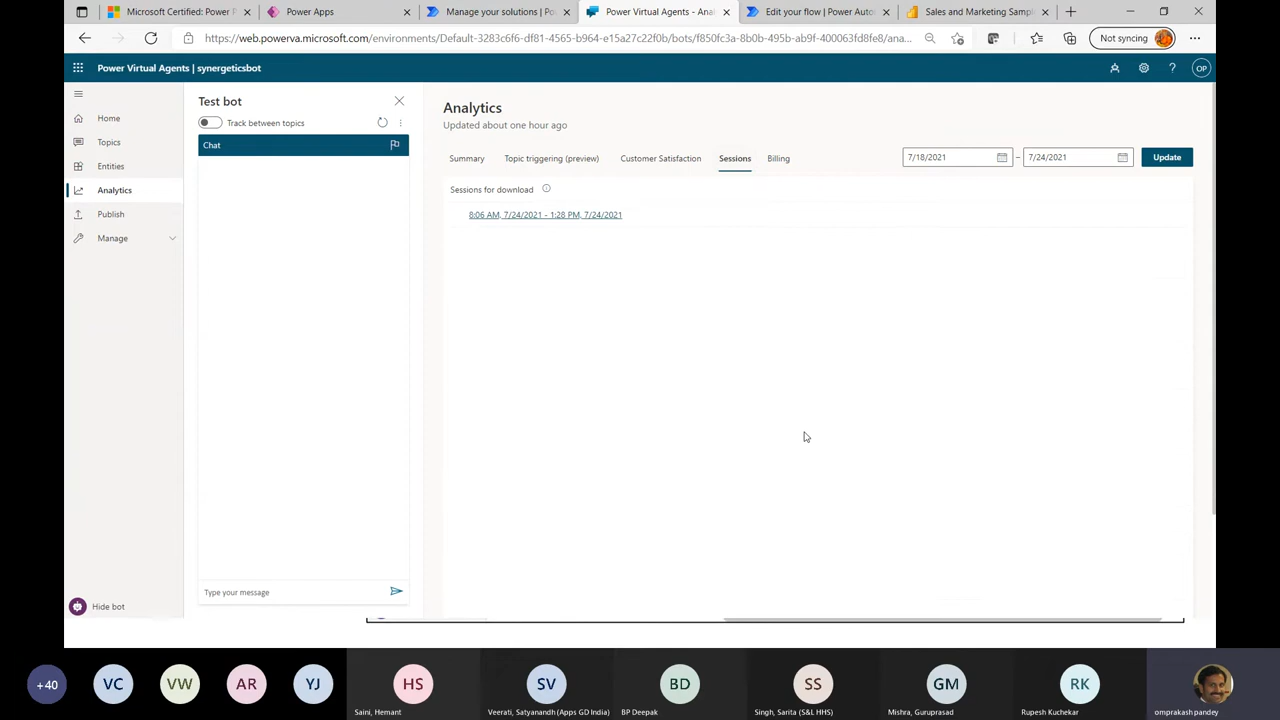 Microsoft Certified: Power P
Power Apps
Manage your solutions | Po
Power Virtual Agents - Anal
Edit your flow | Power Auto
Sales and Marketing Sampl
https://web.powerva.microsoft.com/environments/Default-3283c6f6-df81-4565-b964-e15a27c22f0b/bots/f850fc3a-8b0b-495b-ab9f-400063fd8fe8/ana...
Not syncing
Power Virtual Agents | synergeticsbot
OP
Home
Topics
Entities
Analytics
Publish
Manage
Hide bot
Test bot
Track between topics
Chat
Type your message
Analytics
Updated about one hour ago
Summary
Topic triggering (preview)
Customer Satisfaction
Sessions
Billing
7/18/2021
–
7/24/2021
Update
Sessions for download
8:06 AM, 7/24/2021 - 1:28 PM, 7/24/2021
+40
VC
VW
AR
YJ
HS
SV
BD
SS
GM
RK
Saini, Hemant
Veerati, Satyanandh (Apps GD India)
BP Deepak
Singh, Sarita (S&L HHS)
Mishra, Guruprasad
Rupesh Kuchekar
omprakash pandey